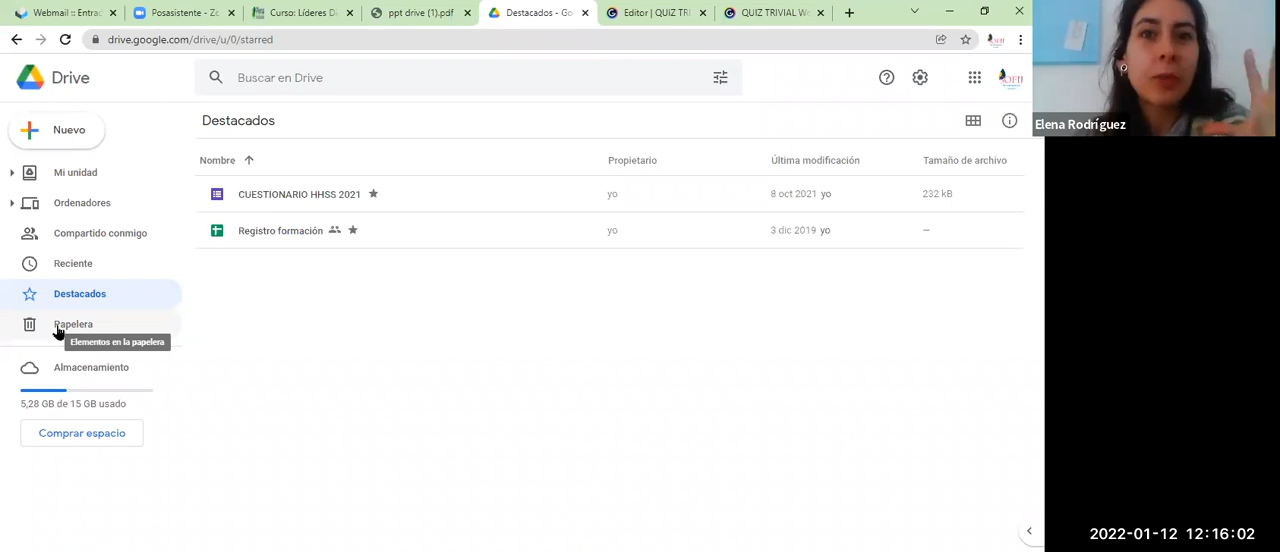 Webmail :: Entrad
Posasistente - Zo
Curso: Líderes D
ppt drive (1).pdf
Destacados - Go
Editor | QUIZ TRI
QUIZ TRIVIAL W
drive.google.com/drive/u/0/starred
Drive
Buscar en Drive
Elena Rodríguez
Nuevo
Destacados
Nombre
Propietario
Última modificación
Tamaño de archivo
Mi unidad
CUESTIONARIO HHSS 2021
yo
8 oct 2021 yo
232 kB
Ordenadores
Registro formación
yo
3 dic 2019 yo
—
Compartido conmigo
Reciente
Destacados
Papelera
Elementos en la papelera
Almacenamiento
5,28 GB de 15 GB usado
Comprar espacio
2022-01-12 12:16:02